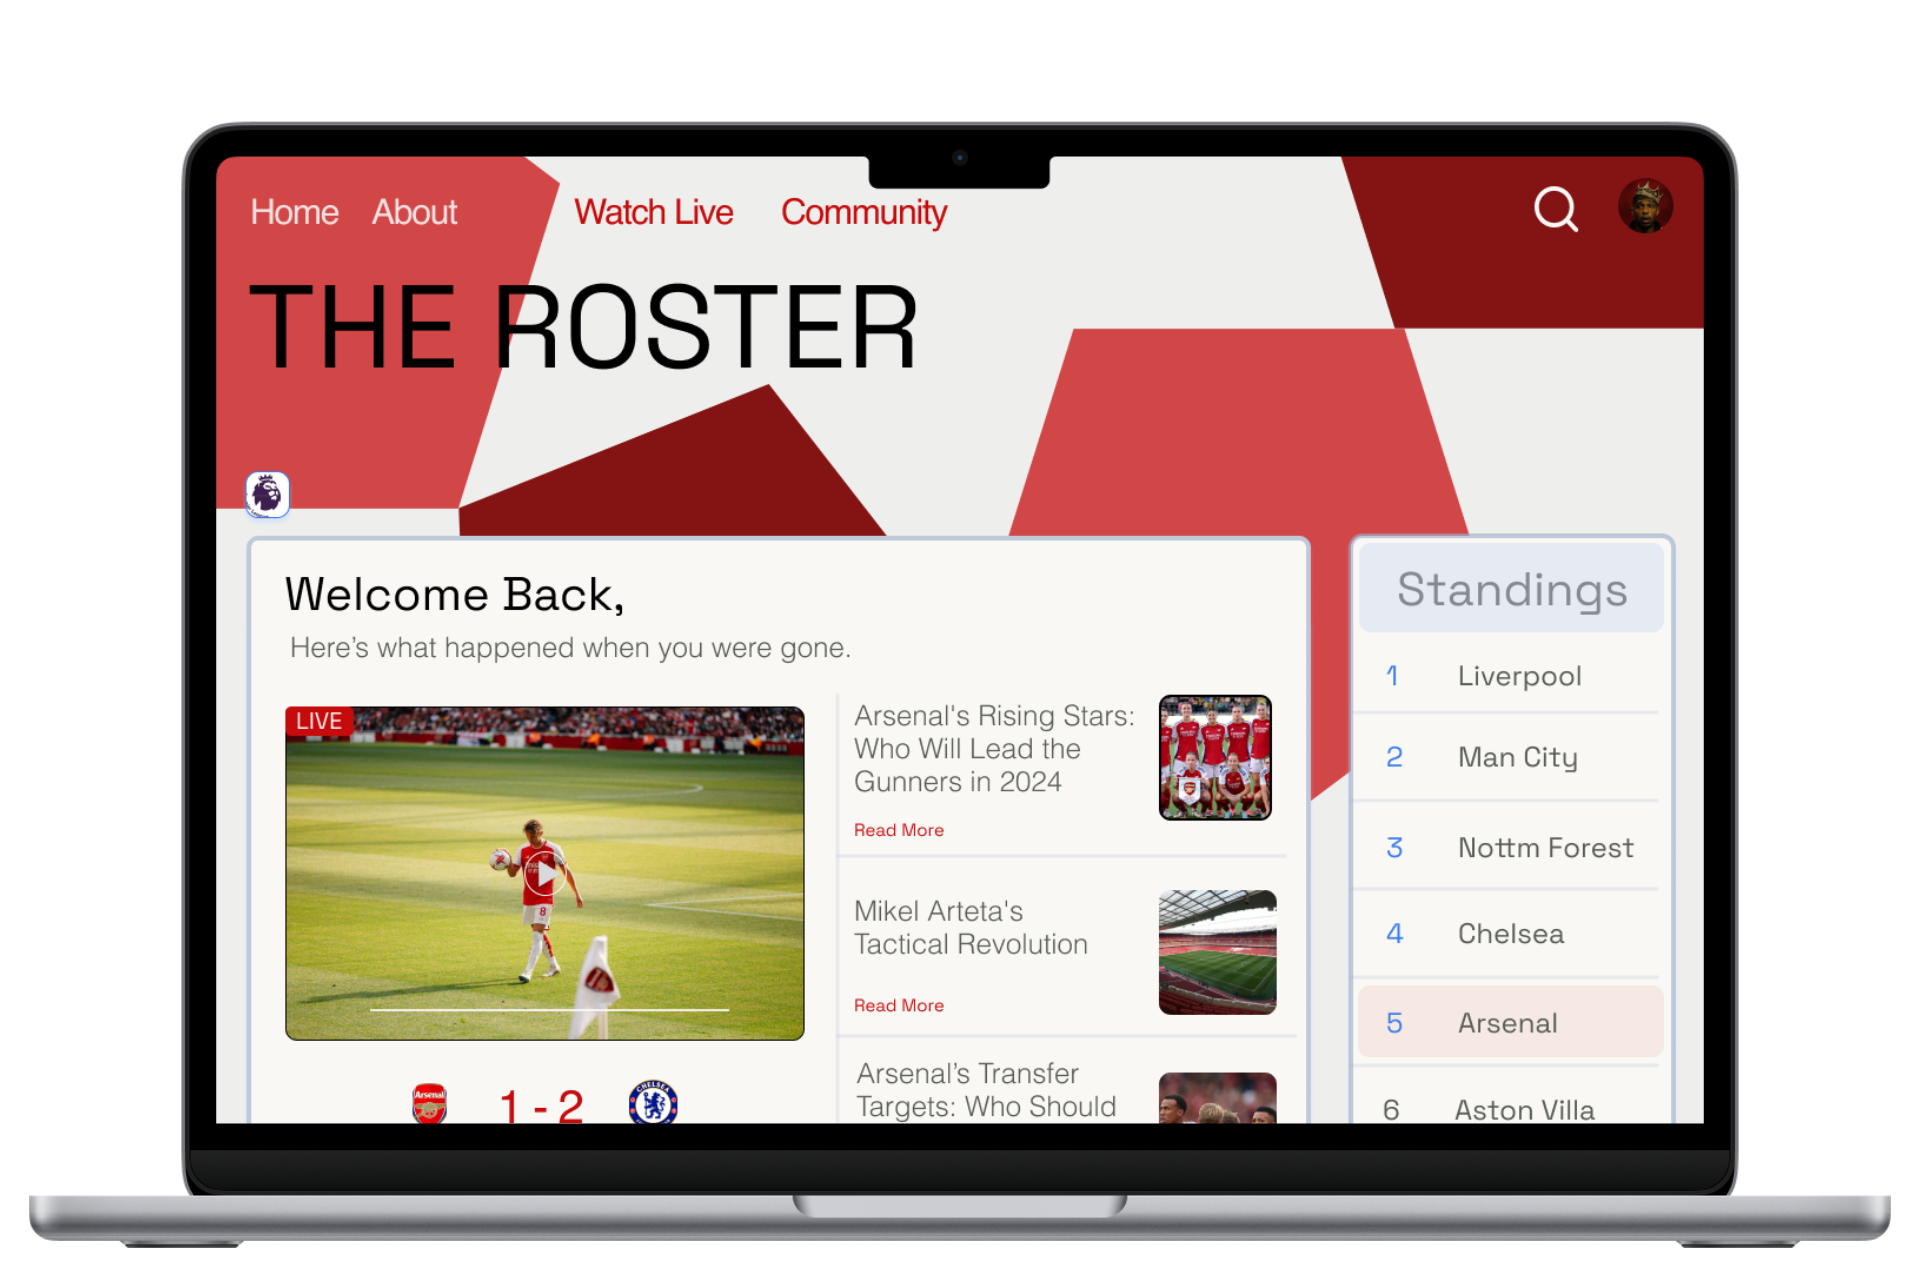 Home About Watch Live Community
THE ROSTER
Welcome Back,
Here’s what happened when you were gone.
LIVE
Arsenal's Rising Stars:
Who Will Lead the
Gunners in 2024
Read More
Mikel Arteta's
Tactical Revolution
Read More
Arsenal’s Transfer
Targets: Who Should
8
Arsenal
1 - 2
CHELSEA
Standings
1 Liverpool
2 Man City
3 Nottm Forest
4 Chelsea
5 Arsenal
6 Aston Villa